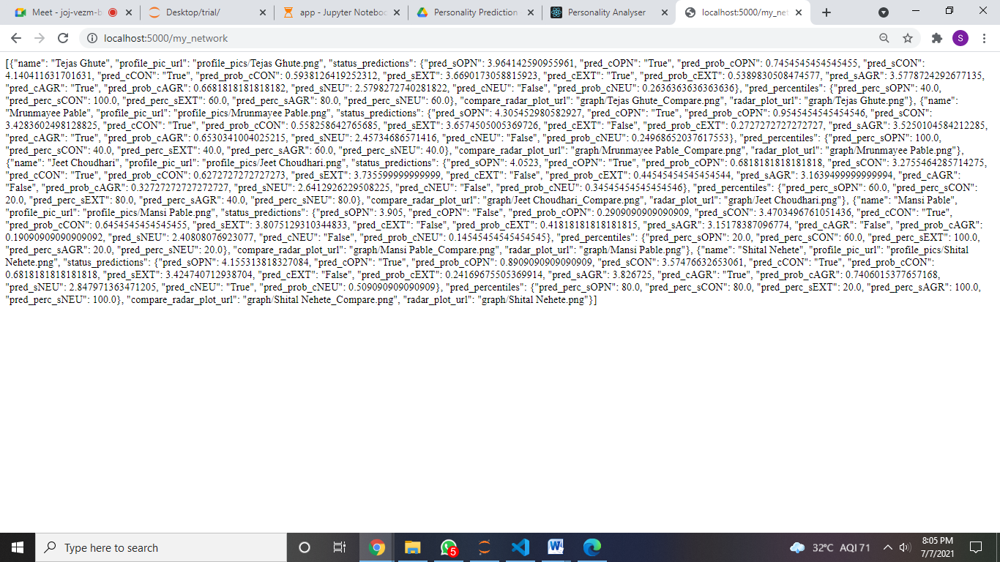 Meet - joj-vezm-b
Desktop/trial/
app - Jupyter Noteboo
Personality Prediction
Personality Analyser
localhost:5000/my_net
localhost:5000/my_network
S
[{"name": "Tejas Ghute", "profile_pic_url": "profile_pics/Tejas Ghute.png", "status_predictions": {"pred_sOPN": 3.964142590955961, "pred_cOPN": "True", "pred_prob_cOPN": 0.7454545454545455, "pred_sCON":
4.140411631701631, "pred_cCON": "True", "pred_prob_cCON": 0.5938126419252312, "pred_sEXT": 3.6690173058815923, "pred_cEXT": "True", "pred_prob_cEXT": 0.5389830508474577, "pred_sAGR": 3.5778724292677135,
"pred_cAGR": "True", "pred_prob_cAGR": 0.6681818181818182, "pred_sNEU": 2.5798272740281822, "pred_cNEU": "False", "pred_prob_cNEU": 0.26363636363636636}, "pred_percentiles": {"pred_perc_sOPN": 40.0,
"pred_perc_sCON": 100.0, "pred_perc_sEXT": 60.0, "pred_perc_sAGR": 80.0, "pred_perc_sNEU": 60.0}, "compare_radar_plot_url": "graph/Tejas Ghute_Compare.png", "radar_plot_url": "graph/Tejas Ghute.png"}, {"name":
"Mrunmayee Pable", "profile_pic_url": "profile_pics/Mrunmayee Pable.png", "status_predictions": {"pred_sOPN": 4.305452980582927, "pred_cOPN": "True", "pred_prob_cOPN": 0.9545454545454546, "pred_sCON":
3.4283602498128825, "pred_cCON": "True", "pred_prob_cCON": 0.558258642765685, "pred_sEXT": 3.6574505005369726, "pred_cEXT": "False", "pred_prob_cEXT": 0.2727272727272727, "pred_sAGR": 3.5250104584212285,
"pred_cAGR": "True", "pred_prob_cAGR": 0.6530341004025215, "pred_sNEU": 2.45734686571416, "pred_cNEU": "False", "pred_prob_cNEU": 0.24968652037617553}, "pred_percentiles": {"pred_perc_sOPN": 100.0,
"pred_perc_sCON": 40.0, "pred_perc_sEXT": 40.0, "pred_perc_sAGR": 60.0, "pred_perc_sNEU": 40.0}, "compare_radar_plot_url": "graph/Mrunmayee Pable_Compare.png", "radar_plot_url": "graph/Mrunmayee Pable.png"},
{"name": "Jeet Choudhari", "profile_pic_url": "profile_pics/Jeet Choudhari.png", "status_predictions": {"pred_sOPN": 4.0523, "pred_cOPN": "True", "pred_prob_cOPN": 0.6818181818181818, "pred_sCON": 3.2755464285714275,
"pred_cCON": "True", "pred_prob_cCON": 0.6272727272727273, "pred_sEXT": 3.735599999999999, "pred_cEXT": "False", "pred_prob_cEXT": 0.44545454545454544, "pred_sAGR": 3.1639499999999994, "pred_cAGR":
"False", "pred_prob_cAGR": 0.32727272727272727, "pred_sNEU": 2.6412926229508225, "pred_cNEU": "False", "pred_prob_cNEU": 0.34545454545454546}, "pred_percentiles": {"pred_perc_sOPN": 60.0, "pred_perc_sCON":
20.0, "pred_perc_sEXT": 80.0, "pred_perc_sAGR": 40.0, "pred_perc_sNEU": 80.0}, "compare_radar_plot_url": "graph/Jeet Choudhari_Compare.png", "radar_plot_url": "graph/Jeet Choudhari.png"}, {"name": "Mansi Pable",
"profile_pic_url": "profile_pics/Mansi Pable.png", "status_predictions": {"pred_sOPN": 3.905, "pred_cOPN": "False", "pred_prob_cOPN": 0.2909090909090909, "pred_sCON": 3.4703496761051436, "pred_cCON": "True",
"pred_prob_cCON": 0.6454545454545455, "pred_sEXT": 3.8075129310344833, "pred_cEXT": "False", "pred_prob_cEXT": 0.41818181818181815, "pred_sAGR": 3.15178387096774, "pred_cAGR": "False", "pred_prob_cAGR":
0.19090909090909092, "pred_sNEU": 2.40808076923077, "pred_cNEU": "False", "pred_prob_cNEU": 0.14545454545454545}, "pred_percentiles": {"pred_perc_sOPN": 20.0, "pred_perc_sCON": 60.0, "pred_perc_sEXT": 100.0,
"pred_perc_sAGR": 20.0, "pred_perc_sNEU": 20.0}, "compare_radar_plot_url": "graph/Mansi Pable_Compare.png", "radar_plot_url": "graph/Mansi Pable.png"}, {"name": "Shital Nehete", "profile_pic_url": "profile_pics/Shital
Nehete.png", "status_predictions": {"pred_sOPN": 4.155313818327084, "pred_cOPN": "True", "pred_prob_cOPN": 0.8909090909090909, "pred_sCON": 3.57476632653061, "pred_cCON": "True", "pred_prob_cCON":
0.6818181818181818, "pred_sEXT": 3.424740712938704, "pred_cEXT": "False", "pred_prob_cEXT": 0.24169675505369914, "pred_sAGR": 3.826725, "pred_cAGR": "True", "pred_prob_cAGR": 0.7406015377657168,
"pred_sNEU": 2.847971363471205, "pred_cNEU": "True", "pred_prob_cNEU": 0.509090909090909}, "pred_percentiles": {"pred_perc_sOPN": 80.0, "pred_perc_sCON": 80.0, "pred_perc_sEXT": 20.0, "pred_perc_sAGR": 100.0,
"pred_perc_sNEU": 100.0}, "compare_radar_plot_url": "graph/Shital Nehete_Compare.png", "radar_plot_url": "graph/Shital Nehete.png"}]
Type here to search
5
32°C AQI 71
8:05 PM
7/7/2021